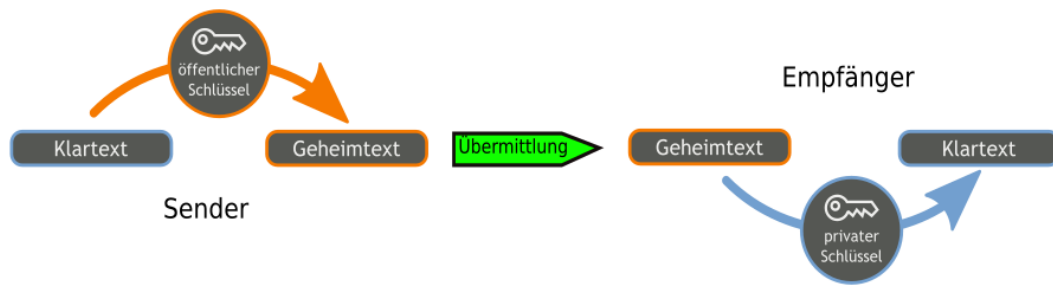 öffentlicher
Schlüssel
Klartext
Geheimtext
Sender
Übermittlung
Empfänger
Geheimtext
Klartext
privater
Schlüssel